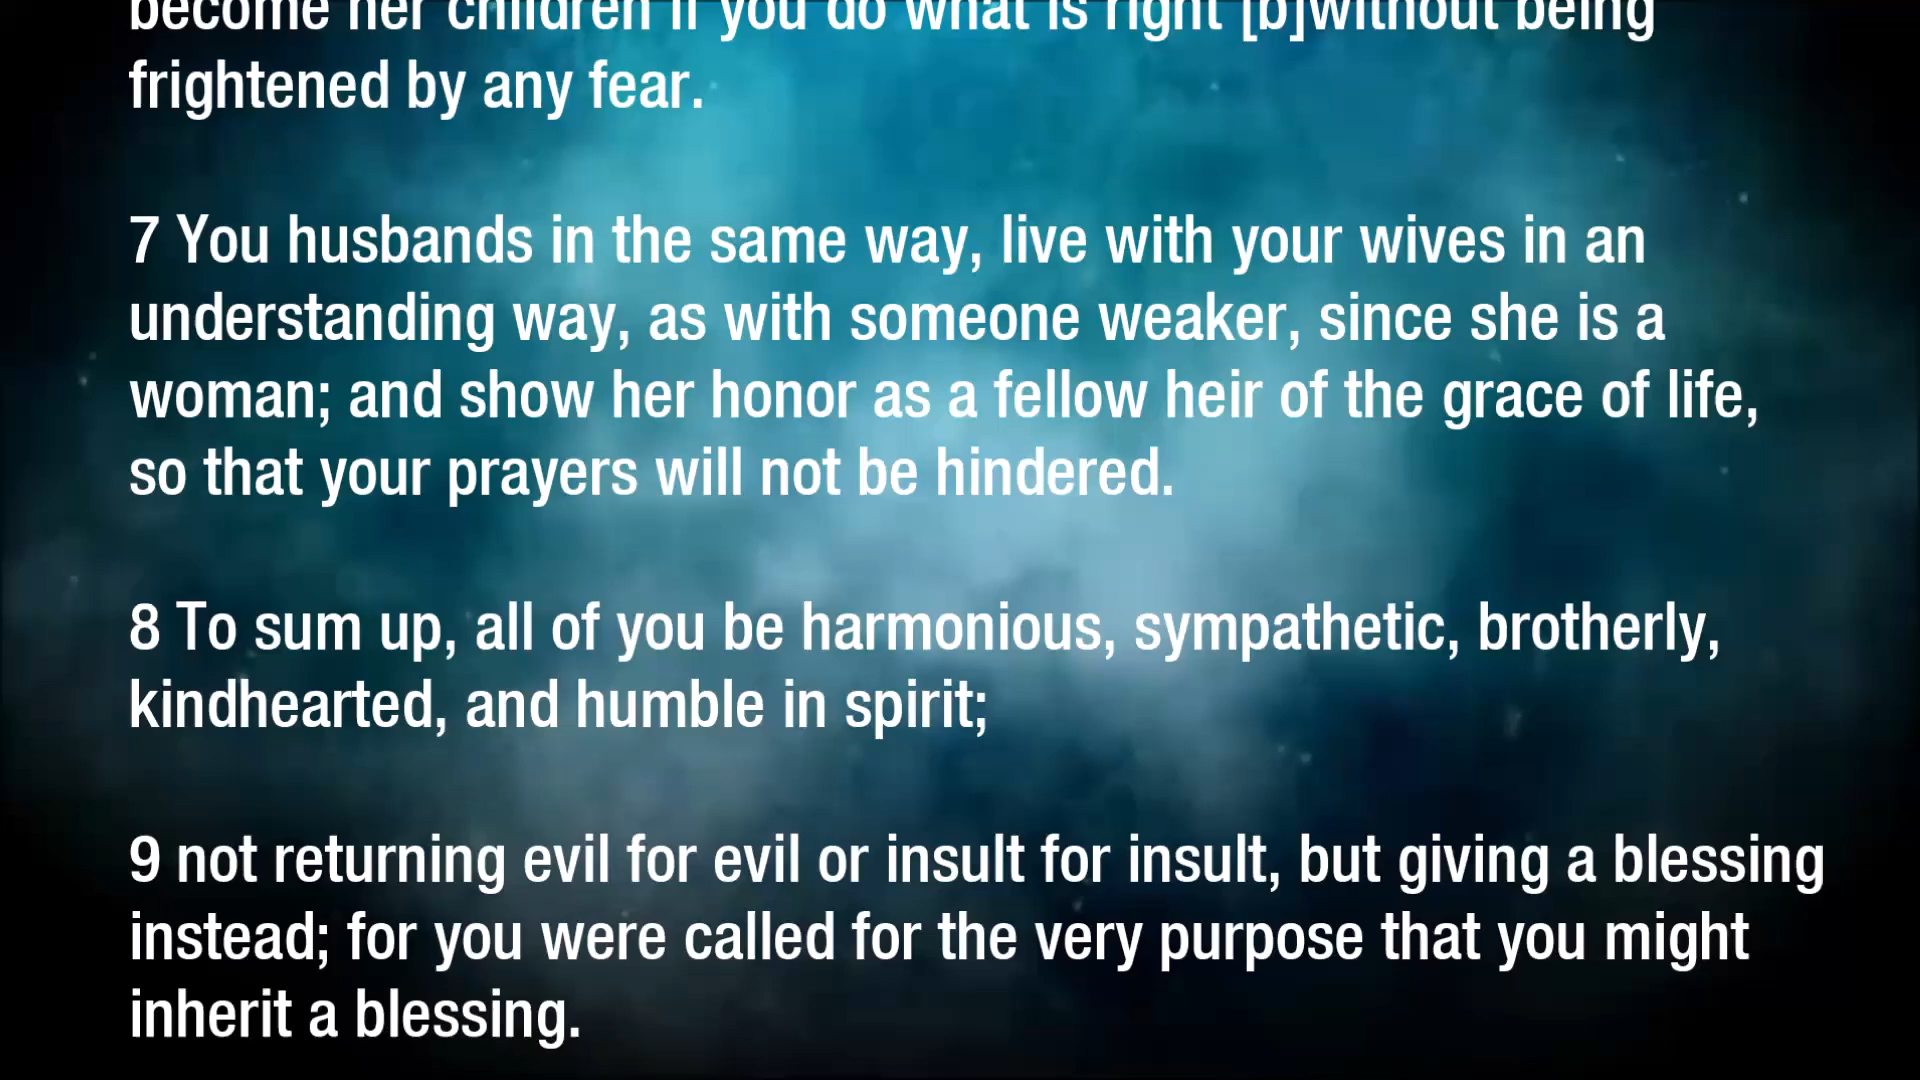 become her children if you do what is right [b]without being
frightened by any fear.
7 You husbands in the same way, live with your wives in an
understanding way, as with someone weaker, since she is a
woman; and show her honor as a fellow heir of the grace of life,
so that your prayers will not be hindered.
8 To sum up, all of you be harmonious, sympathetic, brotherly,
kindhearted, and humble in spirit;
9 not returning evil for evil or insult for insult, but giving a blessing
instead; for you were called for the very purpose that you might
inherit a blessing.